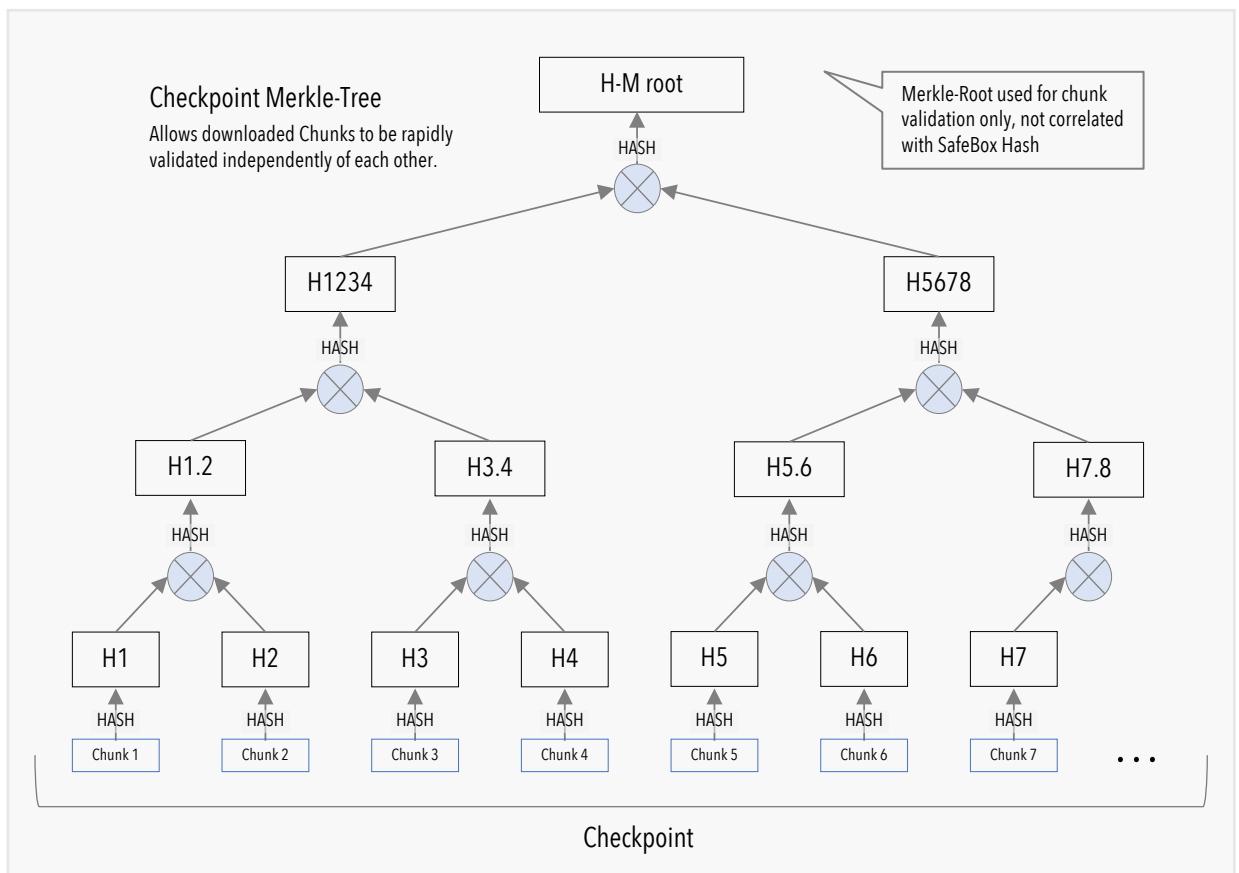 H-M root
Checkpoint Merkle-Tree
Allows downloaded Chunks to be rapidly
validated independently of each other.
Merkle-Root used for chunk
validation only, not correlated
with SafeBox Hash
HASH
H1234
H5678
HASH
HASH
H1.2
H3.4
H5.6
H7.8
HASH
HASH
HASH
HASH
H1
H2
H3
H4
H5
H6
H7
HASH
HASH
HASH
HASH
HASH
HASH
HASH
Chunk 1
Chunk 2
Chunk 3
Chunk 4
Chunk 5
Chunk 6
Chunk 7
...
Checkpoint